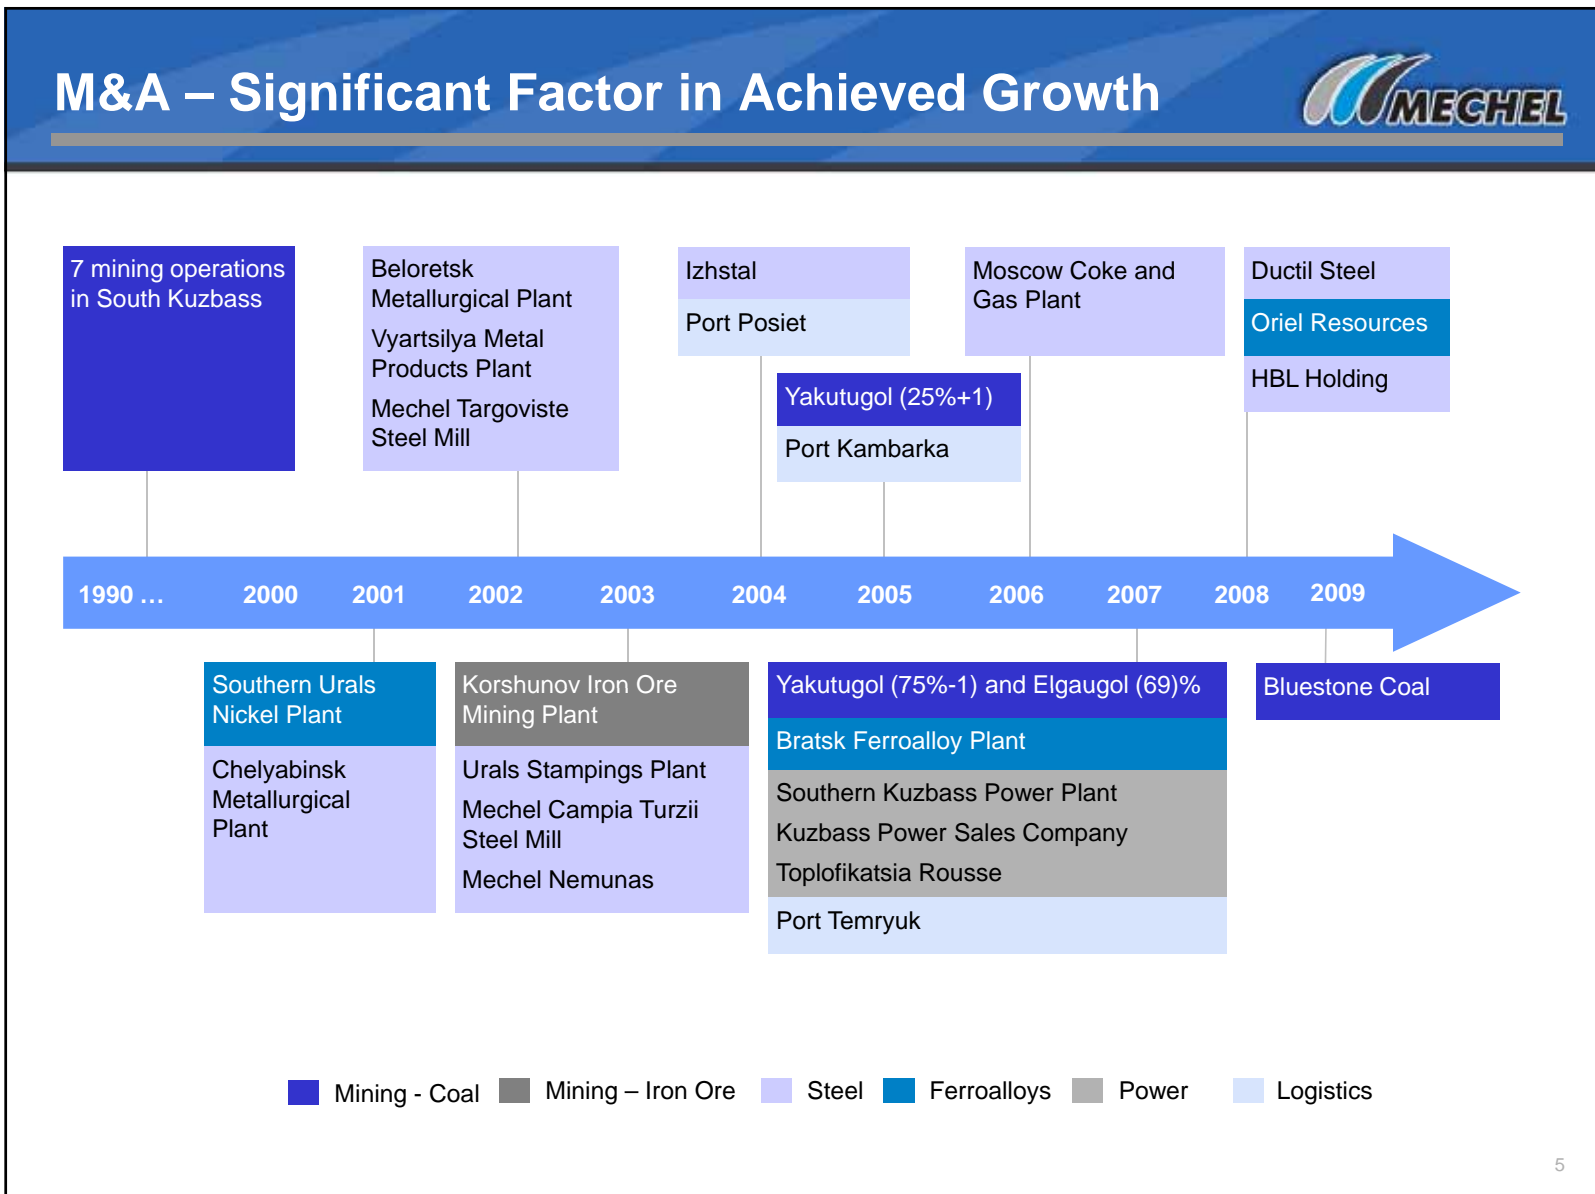 M&A – Significant Factor in Achieved Growth
MECHEL
7 mining operations
in South Kuzbass
Beloretsk
Metallurgical Plant
Vyartsilya Metal
Products Plant
Mechel Targoviste
Steel Mill
Izhstal
Port Posiet
Yakutugol (25%+1)
Port Kambarka
Moscow Coke and
Gas Plant
Ductil Steel
Oriel Resources
HBL Holding
1990 … 2000 2001 2002 2003 2004 2005 2006 2007 2008 2009
Southern Urals
Nickel Plant
Chelyabinsk
Metallurgical
Plant
Korshunov Iron Ore
Mining Plant
Urals Stampings Plant
Mechel Campia Turzii
Steel Mill
Mechel Nemunas
Yakutugol (75%-1) and Elgaugol (69)%
Bratsk Ferroalloy Plant
Southern Kuzbass Power Plant
Kuzbass Power Sales Company
Toplofikatsia Rousse
Port Temryuk
Bluestone Coal
Mining - Coal Mining – Iron Ore Steel Ferroalloys Power Logistics
5